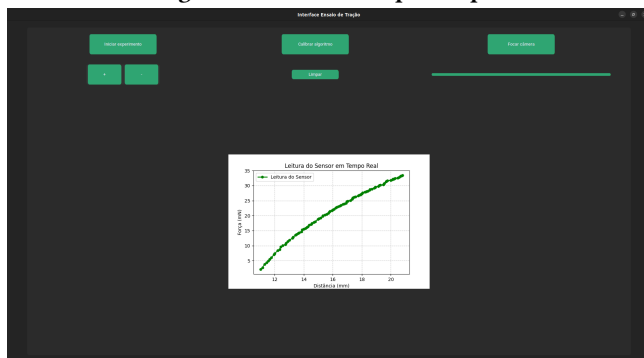 Interface Ensaio de Tração
Iniciar experimento
Calibrar algoritmo
Focar câmera
+
-
Limpar
Leitura do Sensor em Tempo Real
Leitura do Sensor
Força (mN)
35
30
25
20
15
10
5
12 14 16 18 20
Distância (mm)